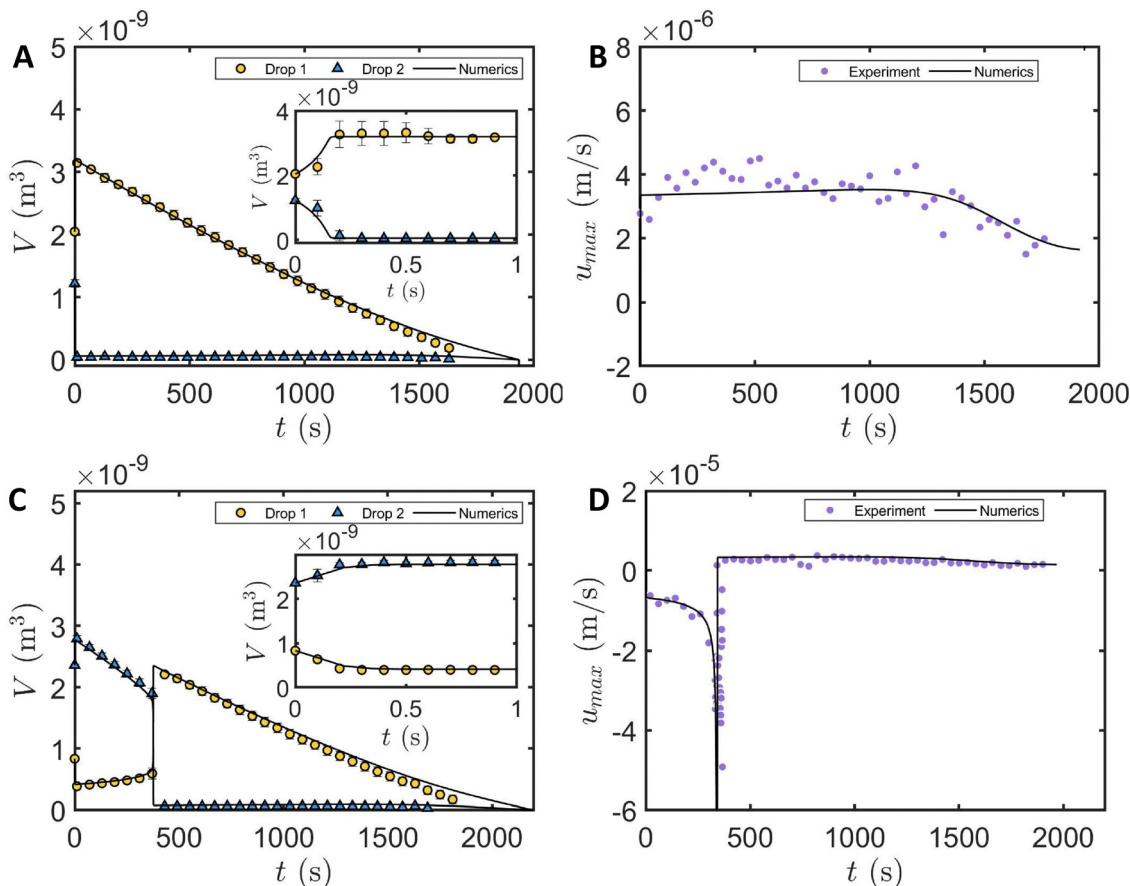 A
×10⁻⁹
Drop 1 Drop 2 Numerics
5
4
3
2
1
0
V (m³)
0 500 1000 1500 2000
t (s)
×10⁻⁹
4
2
0
V (m³)
0 0.5 1
t (s)
B
×10⁻⁶
Experiment Numerics
8
6
4
2
0
-2
u_max (m/s)
0 500 1000 1500 2000
t (s)
C
×10⁻⁹
Drop 1 Drop 2 Numerics
5
4
3
2
1
0
V (m³)
0 500 1000 1500 2000
t (s)
×10⁻⁹
2
1
0
V (m³)
0 0.5 1
t (s)
D
×10⁻⁵
Experiment Numerics
2
0
-2
-4
-6
u_max (m/s)
0 500 1000 1500 2000
t (s)